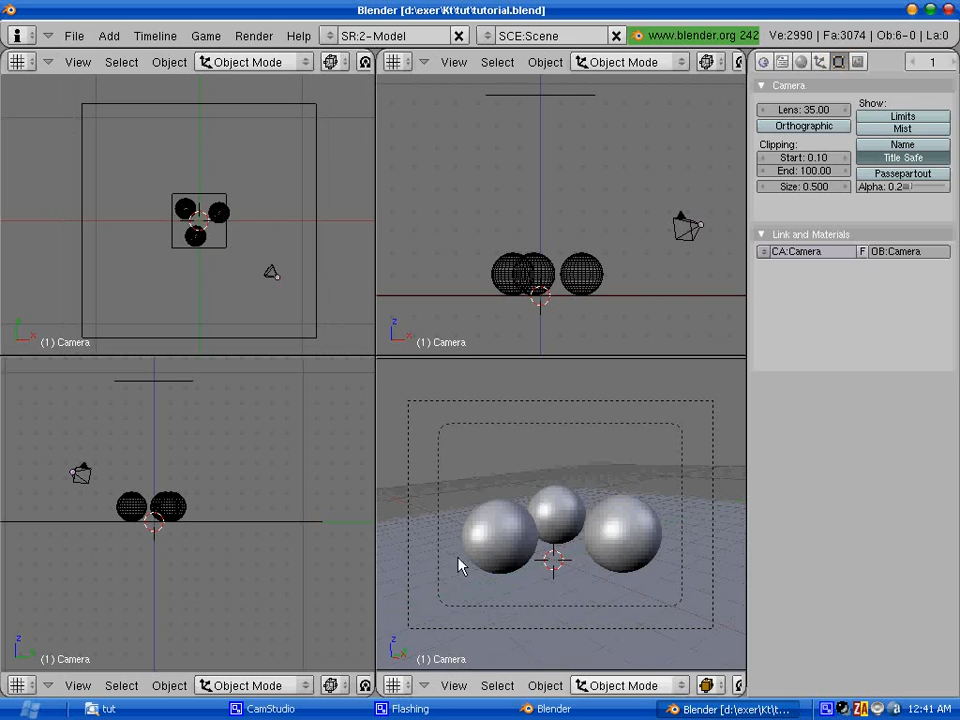 Blender [d:\exer\Kt\tut\tutorial.blend]
File Add Timeline Game Render Help SR:2-Model SCE:Scene www.blender.org 242 Ve:2990 | Fa:3074 | Ob:6-0 | La:0
View Select Object Object Mode
View Select Object Object Mode
1
Camera
Lens: 35.00
Orthographic
Clipping:
Start: 0.10
End: 100.00
Size: 0.500
Show:
Limits
Mist
Name
Title Safe
Passepartout
Alpha: 0.2
Link and Materials
CA:Camera F OB:Camera
z
x
(1) Camera
(1) Camera
z
(1) Camera
z
(1) Camera
View Select Object Object Mode
View Select Object Object Mode
tut CamStudio Flashing Blender Blender [d:\exer\Kt\t... 12:41 AM